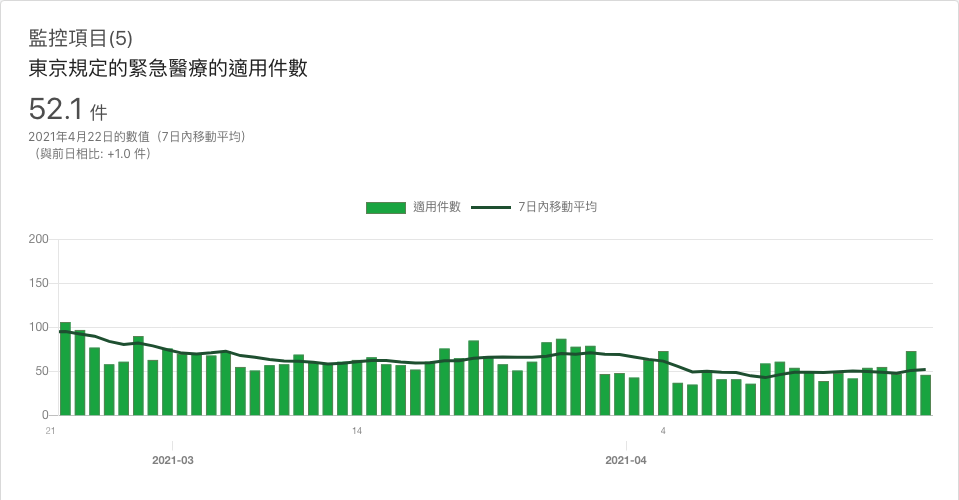 監控項目(5)
東京規定的緊急醫療的適用件數
52.1 件
2021年4月22日的數值（7日內移動平均）
（與前日相比: +1.0 件）
適用件數 7日內移動平均
200
150
100
50
0
21 14 4
2021-03 2021-04